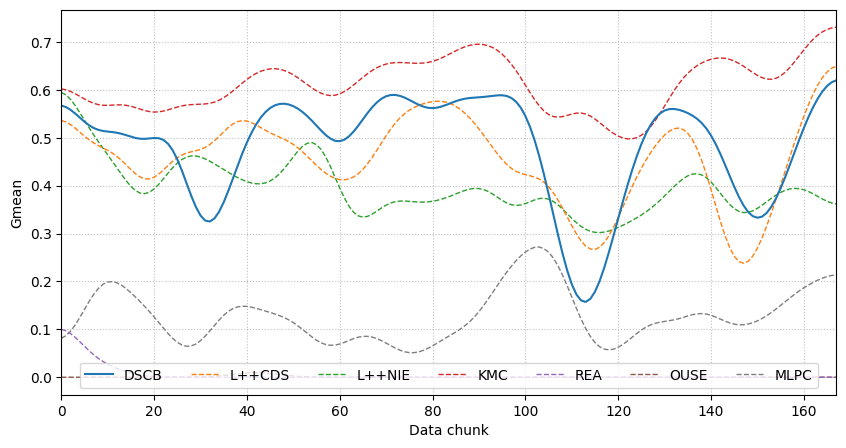 Gmean
0.7
0.6
0.5
0.4
0.3
0.2
0.1
0.0
DSCB L++CDS L++NIE KMC REA OUSE MLPC
0 20 40 60 80 100 120 140 160
Data chunk